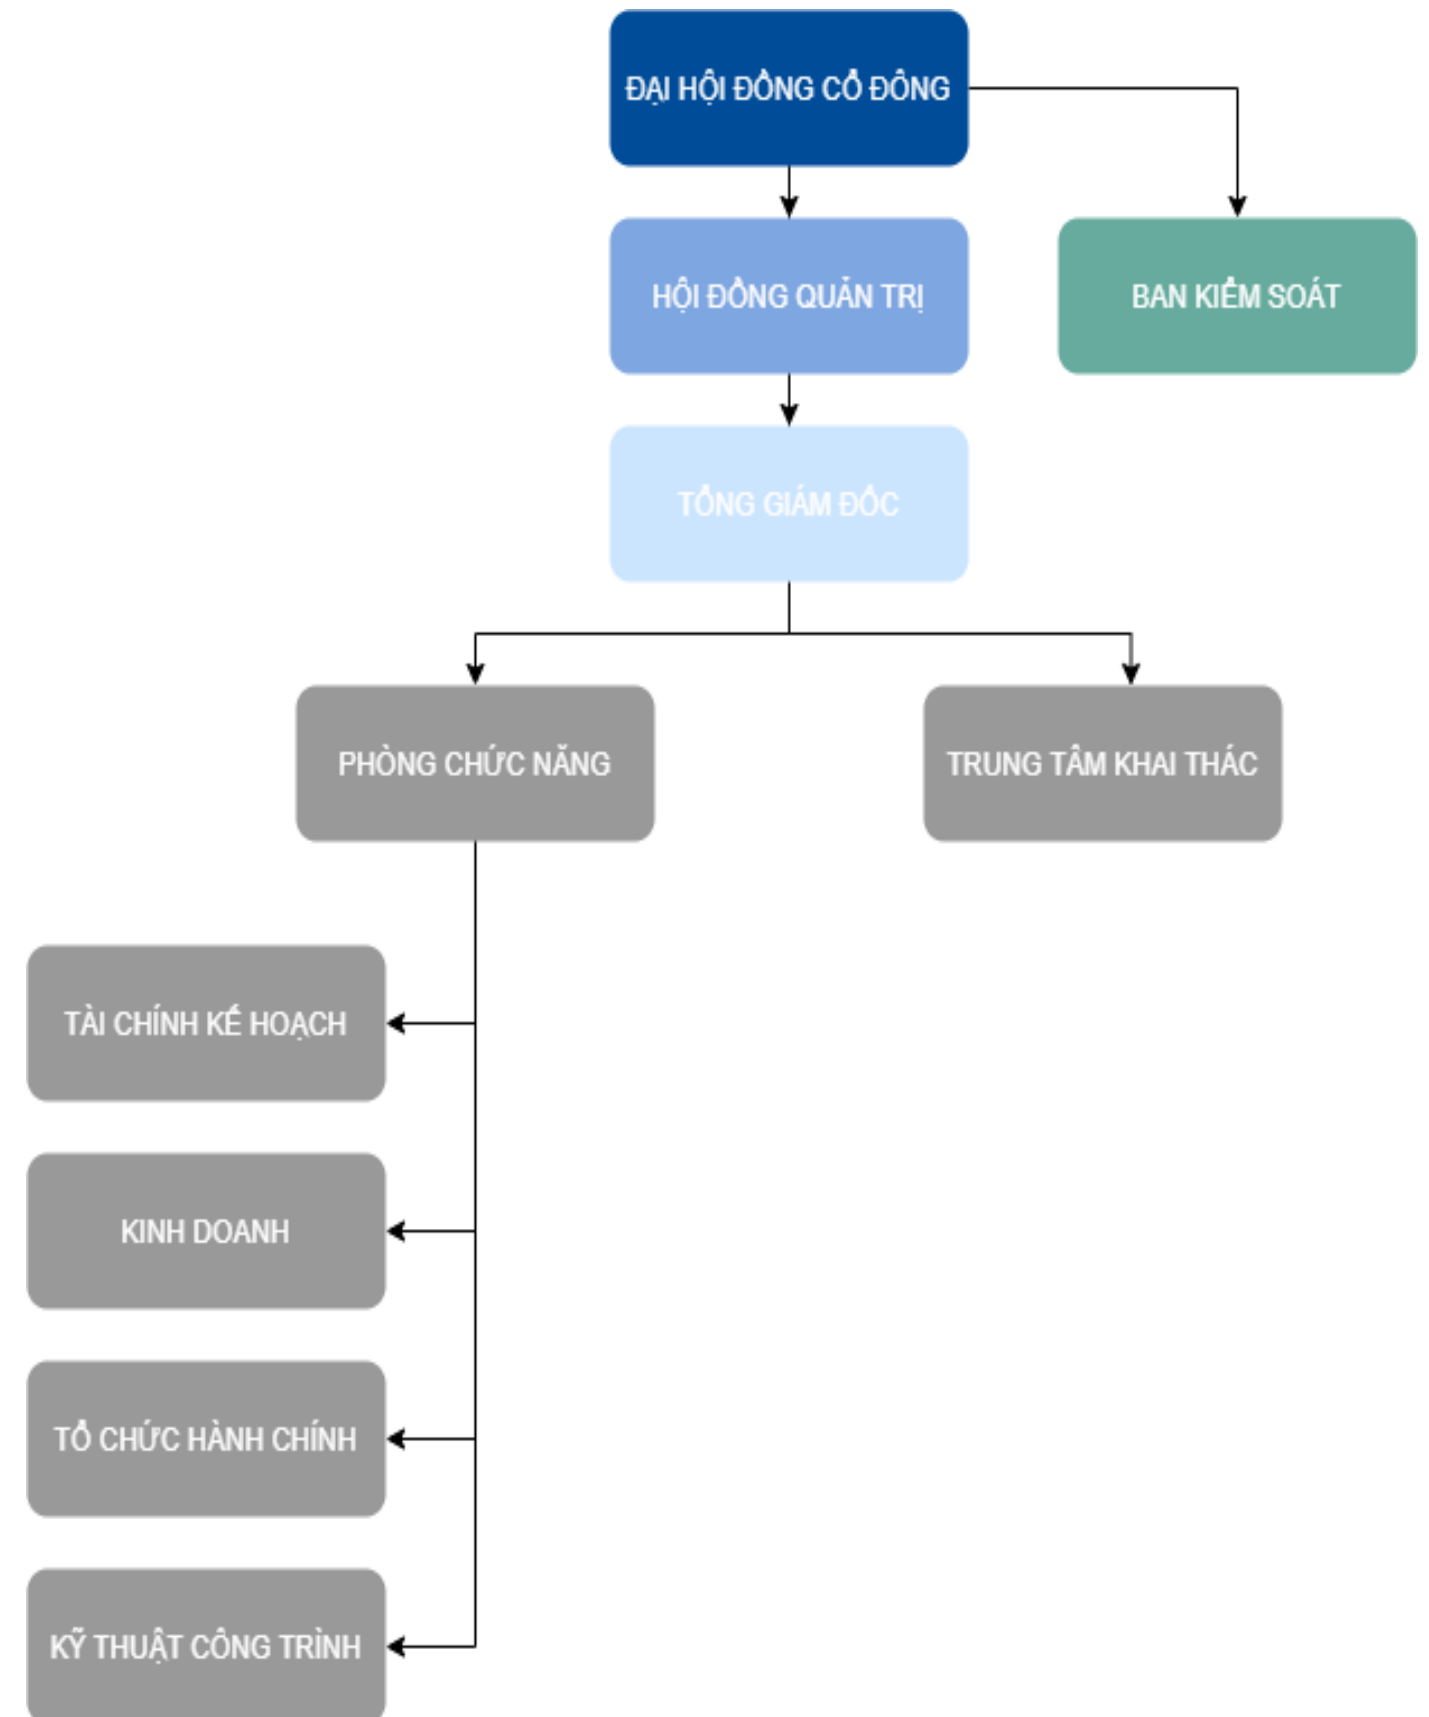 ĐẠI HỘI ĐỒNG CỔ ĐÔNG
HỘI ĐỒNG QUẢN TRỊ
BAN KIỂM SOÁT
TỔNG GIÁM ĐỐC
PHÒNG CHỨC NĂNG
TRUNG TÂM KHAI THÁC
TÀI CHÍNH KẾ HOẠCH
KINH DOANH
TỔ CHỨC HÀNH CHÍNH
KỸ THUẬT CÔNG TRÌNH